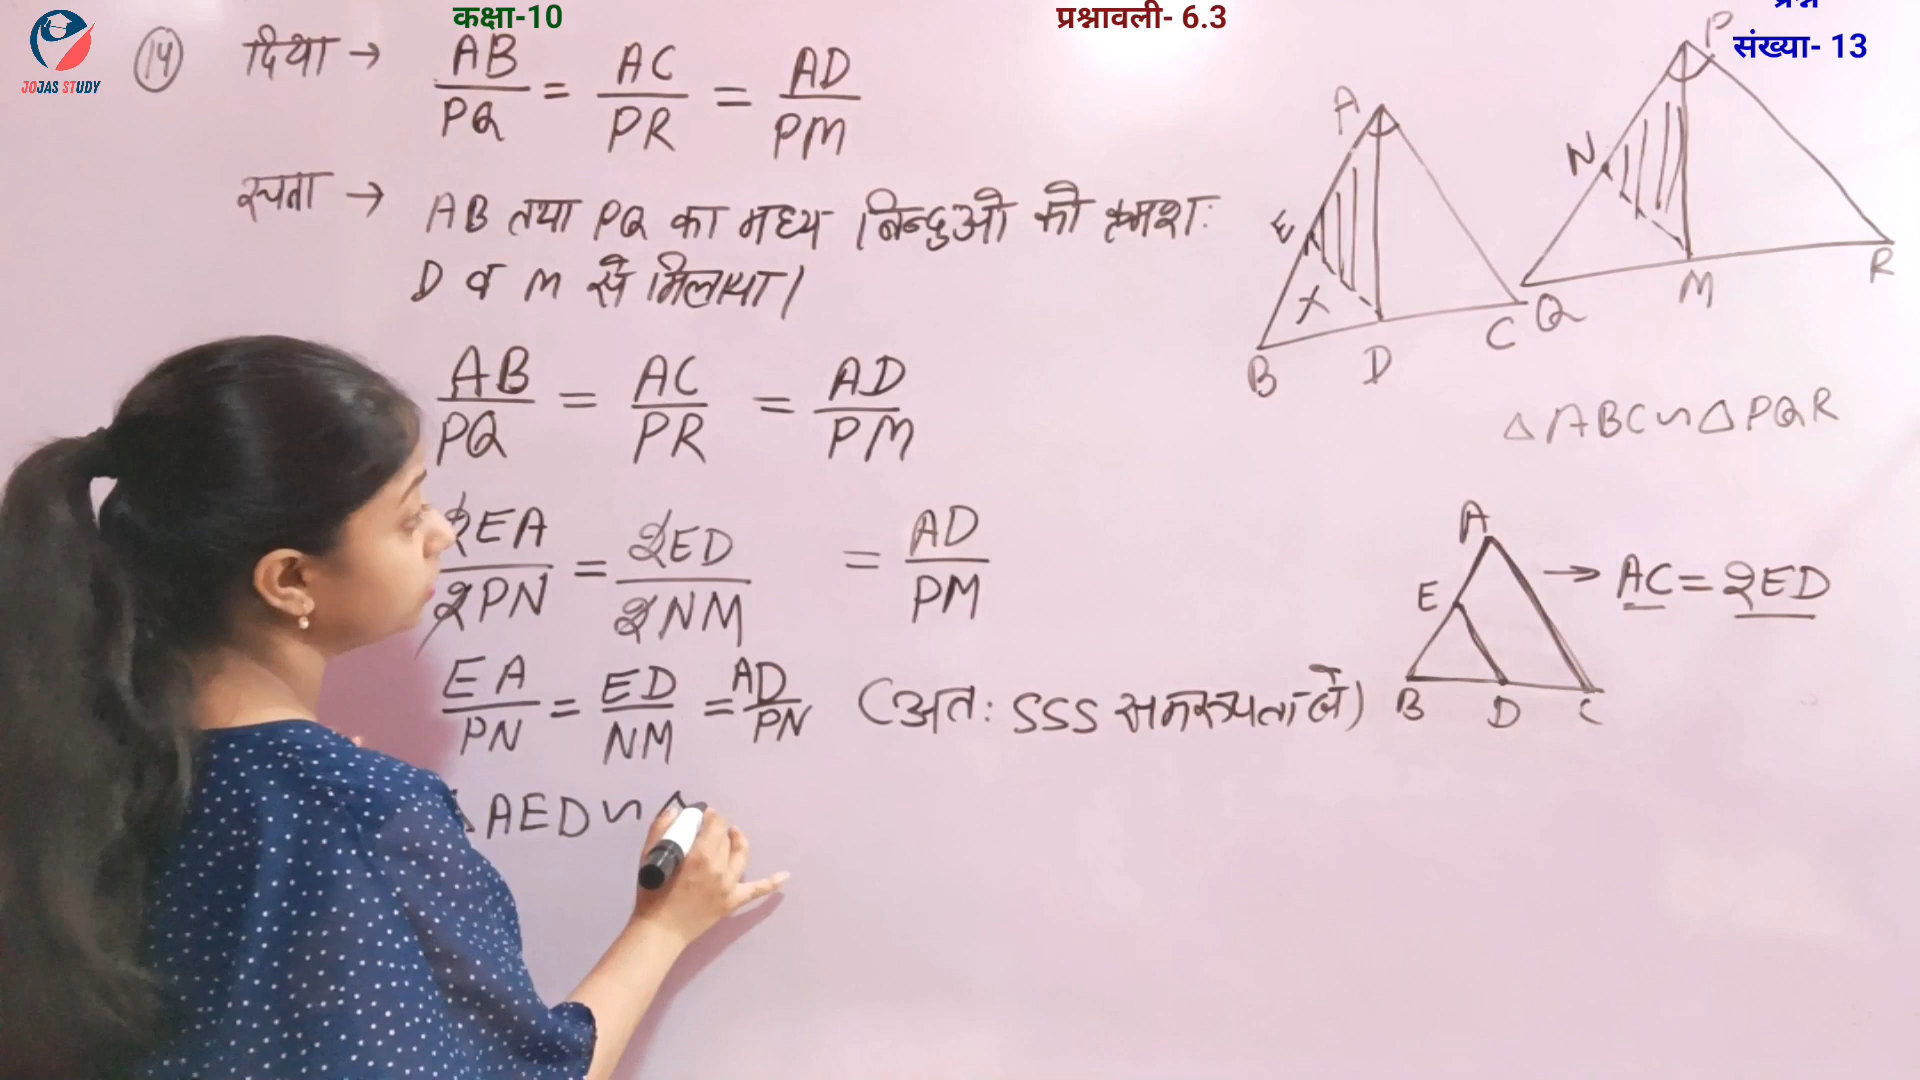 कक्षा-10
प्रश्नावली- 6.3
प्रश्न
संख्या- 13
JOJAS STUDY
(14) दिया → AB/PQ = AC/PR = AD/PM
रचना → AB तथा PQ का मध्य बिन्दुओ को क्रमश:
D व M से मिलाया।
AB/PQ = AC/PR = AD/PM
2EA/2PN = 2ED/2NM = AD/PM
EA/PN = ED/NM = AD/PN (अत: SSS समरूपता से)
△AED ~ △
A
E
X
B
D
C
P
N
Q
M
R
△ABC ~ △PQR
A
E
B
D
C
→ AC = 2ED